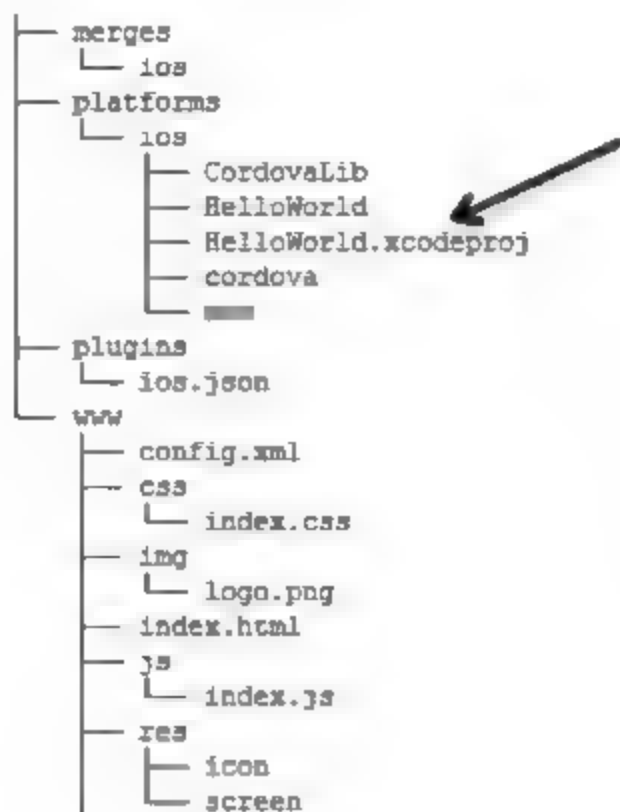 merges
ios
platforms
ios
CordovaLib
HelloWorld
HelloWorld.xcodeproj
cordova
plugins
ios.json
www
config.xml
css
index.css
img
logo.png
index.html
js
index.js
res
icon
screen